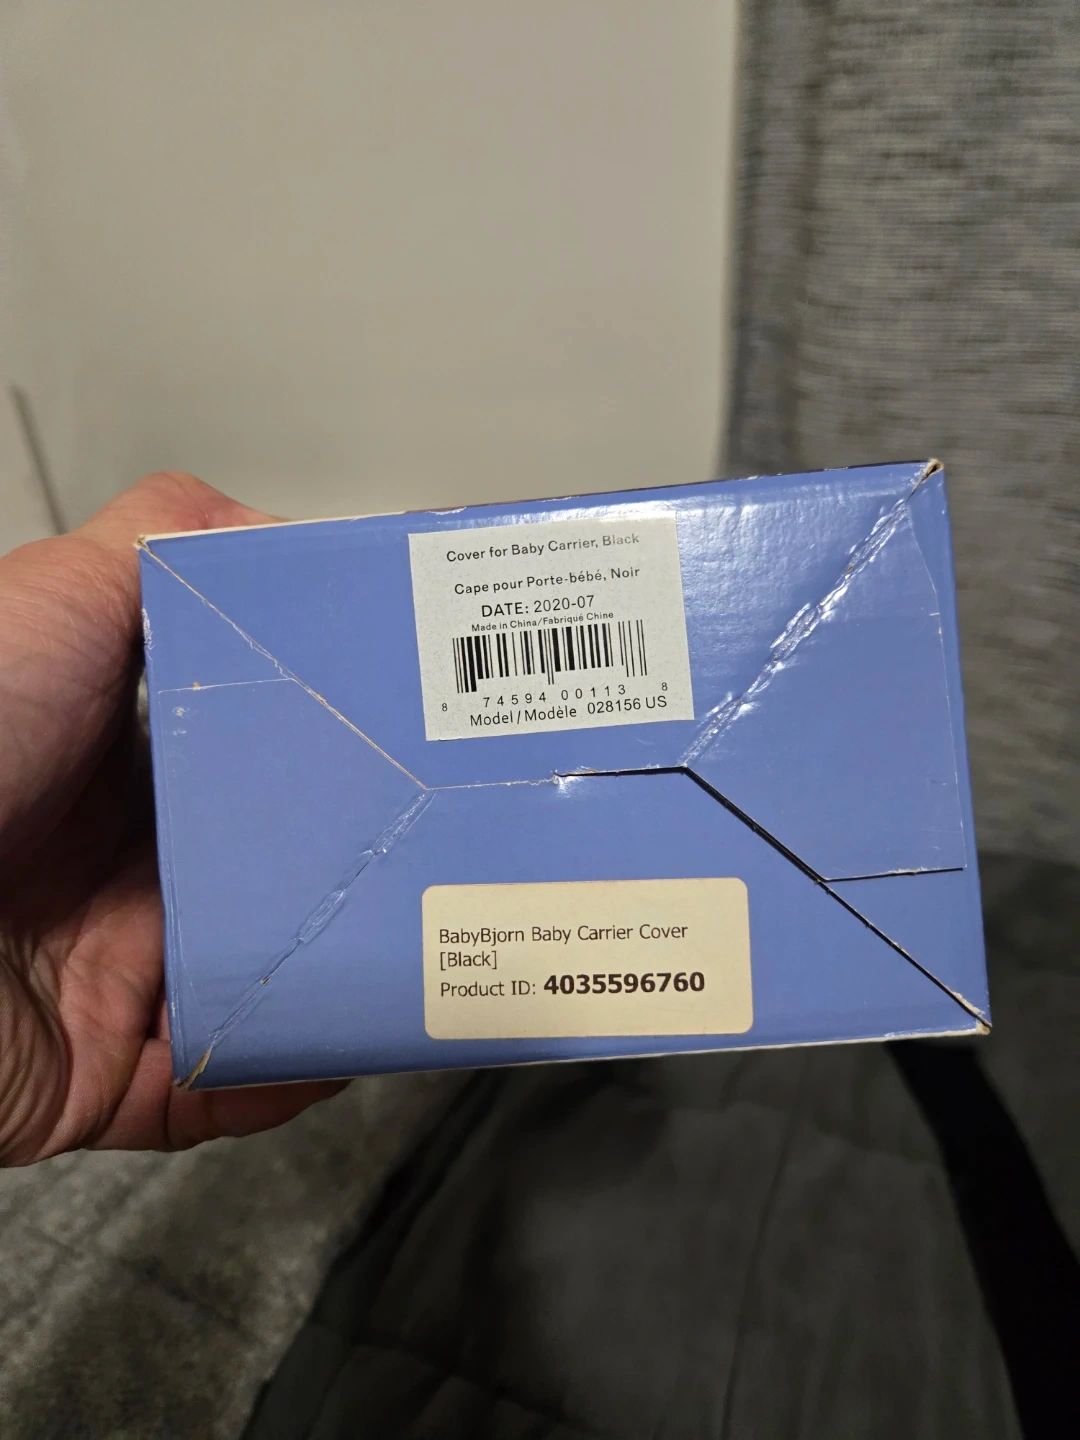 Cover for Baby Carrier, Black
Cape pour Porte-bébé, Noir
DATE: 2020-07
Made in China/Fabriqué Chine
8 74594 00113 8
Model/Modèle 028156 US
BabyBjorn Baby Carrier Cover
[Black]
Product ID: 4035596760